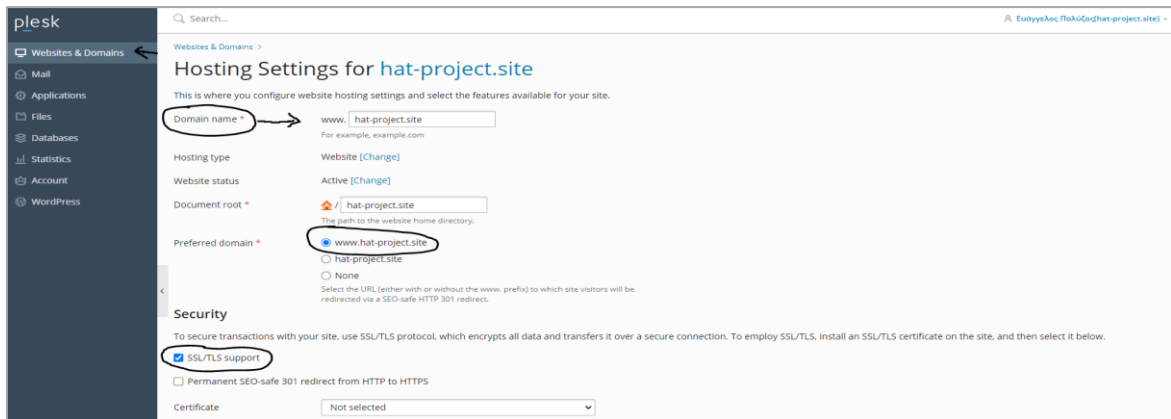 plesk
Search...
Ευάγγελος Πολύζος(hat-project.site)
Websites & Domains
Mail
Applications
Files
Databases
Statistics
Account
WordPress
Websites & Domains >
Hosting Settings for hat-project.site
This is where you configure website hosting settings and select the features available for your site.
Domain name * www. hat-project.site
For example, example.com
Hosting type Website [Change]
Website status Active [Change]
Document root * / hat-project.site
The path to the website home directory.
Preferred domain * www.hat-project.site
hat-project.site
None
Select the URL (either with or without the www. prefix) to which site visitors will be
redirected via a SEO-safe HTTP 301 redirect.
Security
To secure transactions with your site, use SSL/TLS protocol, which encrypts all data and transfers it over a secure connection. To employ SSL/TLS, install an SSL/TLS certificate on the site, and then select it below.
SSL/TLS support
Permanent SEO-safe 301 redirect from HTTP to HTTPS
Certificate Not selected